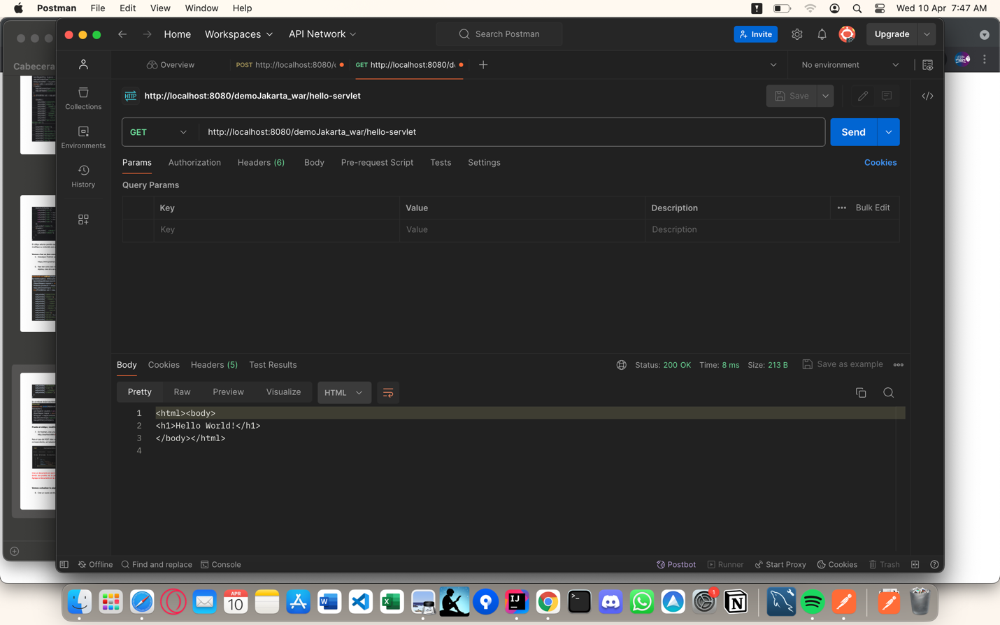 Postman File Edit View Window Help
Wed 10 Apr 7:47 AM
Cabecera
Home Workspaces API Network
Search Postman
Invite
Upgrade
Overview
POST http://localhost:8080/
GET http://localhost:8080/d
No environment
HTTP http://localhost:8080/demoJakarta_war/hello-servlet
Save
Collections
Environments
History
GET http://localhost:8080/demoJakarta_war/hello-servlet
Send
Params Authorization Headers (6) Body Pre-request Script Tests Settings
Cookies
Query Params
Key Value Description
Bulk Edit
Key Value Description
Body Cookies Headers (5) Test Results
Status: 200 OK Time: 8 ms Size: 213 B
Save as example
Pretty Raw Preview Visualize HTML
1 <html><body>
2 <h1>Hello World!</h1>
3 </body></html>
4
Offline Find and replace Console
Postbot Runner Start Proxy Cookies Trash
APR
10
1